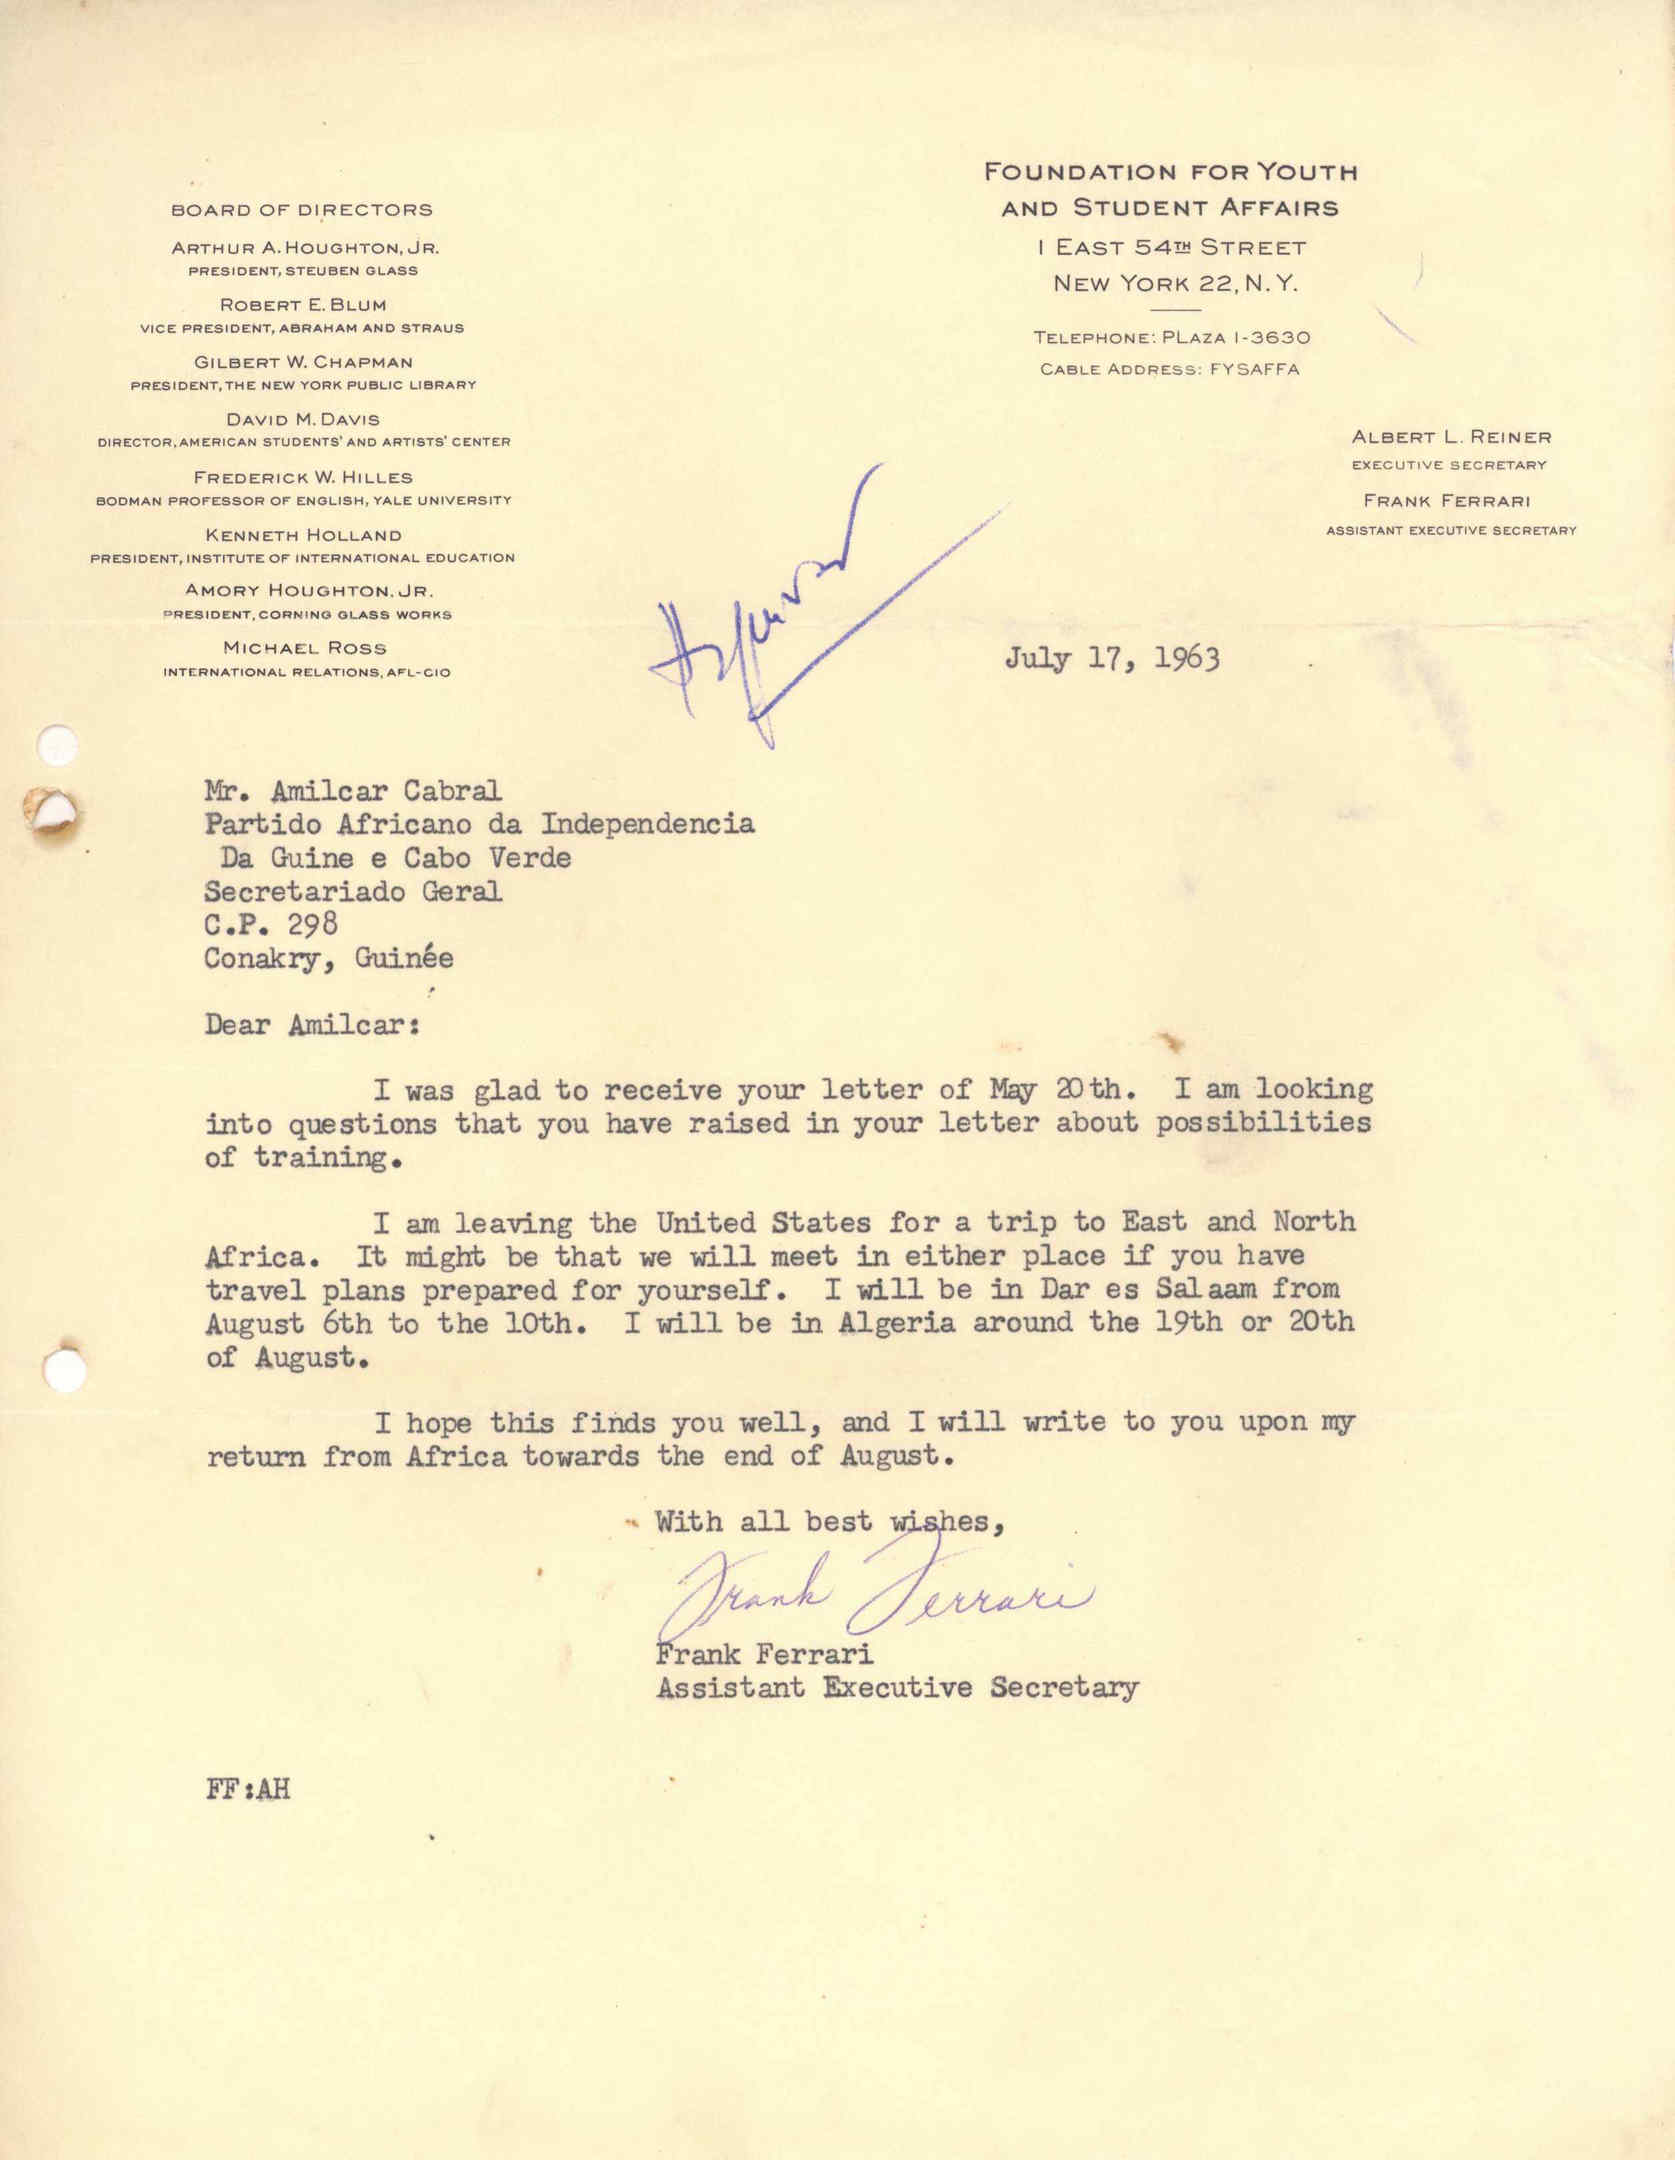 FOUNDATION FOR YOUTH
AND STUDENT AFFAIRS
1 EAST 54TH STREET
NEW YORK 22, N.Y.
TELEPHONE: PLAZA 1-3630
CABLE ADDRESS: FYSAFFA
BOARD OF DIRECTORS
ARTHUR A. HOUGHTON, JR.
PRESIDENT, STEUBEN GLASS
ROBERT E. BLUM
VICE PRESIDENT, ABRAHAM AND STRAUS
GILBERT W. CHAPMAN
PRESIDENT, THE NEW YORK PUBLIC LIBRARY
DAVID M. DAVIS
DIRECTOR, AMERICAN STUDENTS' AND ARTISTS' CENTER
FREDERICK W. HILLES
BODMAN PROFESSOR OF ENGLISH, YALE UNIVERSITY
KENNETH HOLLAND
PRESIDENT, INSTITUTE OF INTERNATIONAL EDUCATION
AMORY HOUGHTON, JR.
PRESIDENT, CORNING GLASS WORKS
MICHAEL ROSS
INTERNATIONAL RELATIONS, AFL-CIO
ALBERT L. REINER
EXECUTIVE SECRETARY
FRANK FERRARI
ASSISTANT EXECUTIVE SECRETARY
July 17, 1963
Mr. Amilcar Cabral
Partido Africano da Independencia
Da Guine e Cabo Verde
Secretariado Geral
C.P. 298
Conakry, Guinée
Dear Amilcar:
I was glad to receive your letter of May 20th. I am looking
into questions that you have raised in your letter about possibilities
of training.
I am leaving the United States for a trip to East and North
Africa. It might be that we will meet in either place if you have
travel plans prepared for yourself. I will be in Dar es Salaam from
August 6th to the 10th. I will be in Algeria around the 19th or 20th
of August.
I hope this finds you well, and I will write to you upon my
return from Africa towards the end of August.
With all best wishes,
Frank Ferrari
Frank Ferrari
Assistant Executive Secretary
FF:AH